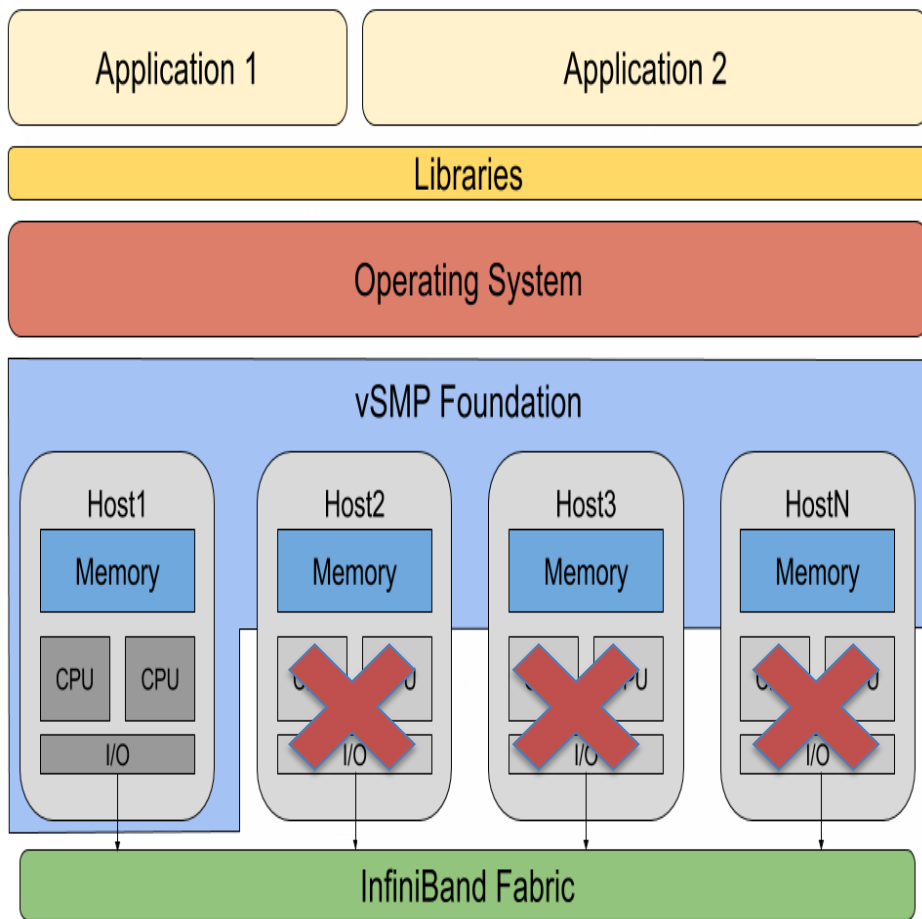 Application 1
Application 2
Libraries
Operating System
vSMP Foundation
Host1
Host2
Host3
HostN
Memory
Memory
Memory
Memory
CPU
CPU
I/O
I/O
I/O
I/O
InfiniBand Fabric